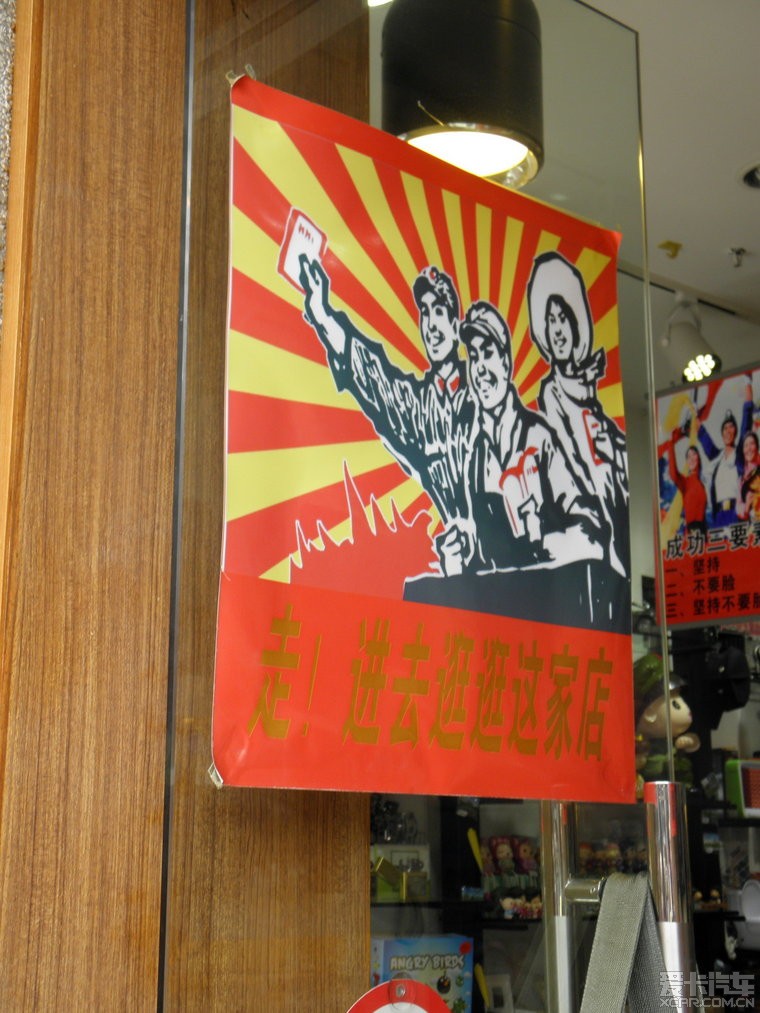 走！进去逛逛这家店
成功三要素
一、坚持
二、不要脸
三、坚持不要脸
ANGRY BIRDS
爱卡汽车
XCAR.COM.CN